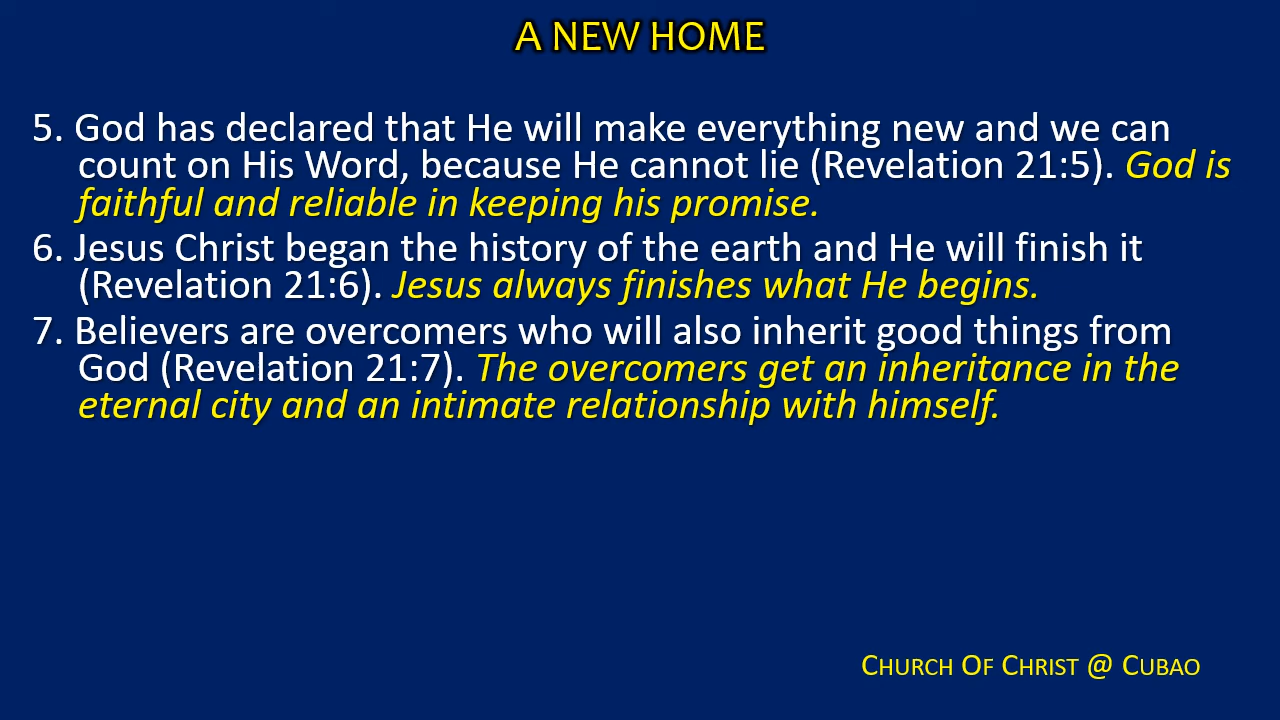 A NEW HOME
5. God has declared that He will make everything new and we can
count on His Word, because He cannot lie (Revelation 21:5). God is
faithful and reliable in keeping his promise.
6. Jesus Christ began the history of the earth and He will finish it
(Revelation 21:6). Jesus always finishes what He begins.
7. Believers are overcomers who will also inherit good things from
God (Revelation 21:7). The overcomers get an inheritance in the
eternal city and an intimate relationship with himself.
CHURCH OF CHRIST @ CUBAO